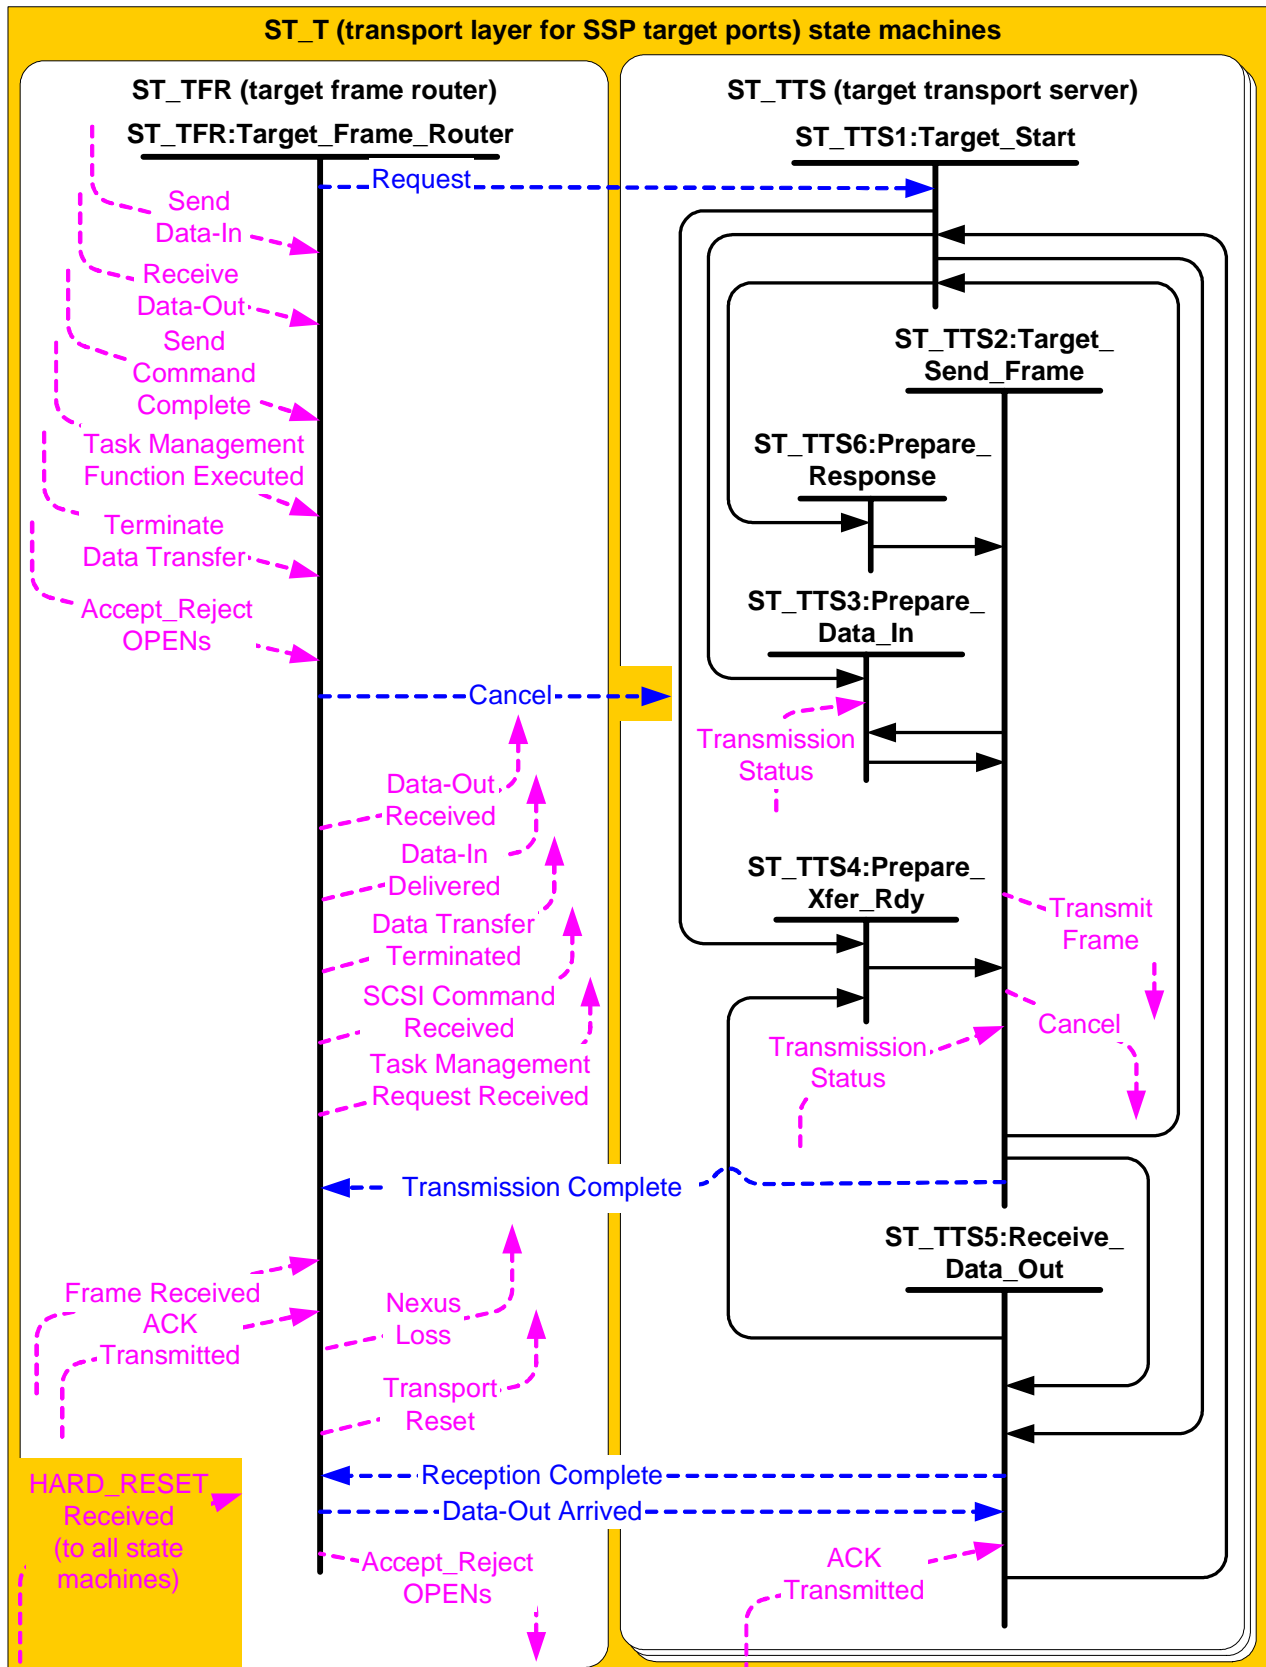 ST_T (transport layer for SSP target ports) state machines
ST_TFR (target frame router)
ST_TFR:Target_Frame_Router
Request
Send
Data-In
Receive
Data-Out
Send
Command
Complete
Task Management
Function Executed
Terminate
Data Transfer
Accept_Reject
OPENs
Cancel
Data-Out
Received
Data-In
Delivered
Data Transfer
Terminated
SCSI Command
Received
Task Management
Request Received
Transmission Complete
Frame Received
ACK
Transmitted
Nexus
Loss
Transport
Reset
HARD_RESET
Received
(to all state
machines)
Reception Complete
Data-Out Arrived
Accept_Reject
OPENs
ST_TTS (target transport server)
ST_TTS1:Target_Start
ST_TTS2:Target_
Send_Frame
ST_TTS6:Prepare_
Response
ST_TTS3:Prepare_
Data_In
Transmission
Status
ST_TTS4:Prepare_
Xfer_Rdy
Transmit
Frame
Cancel
Transmission
Status
ST_TTS5:Receive_
Data_Out
ACK
Transmitted